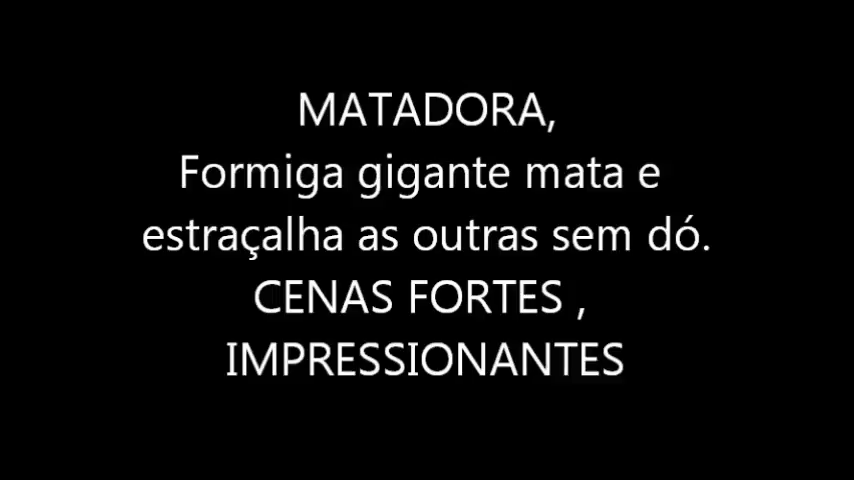 MATADORA,
Formiga gigante mata e
estraçalha as outras sem dó.
CENAS FORTES ,
IMPRESSIONANTES